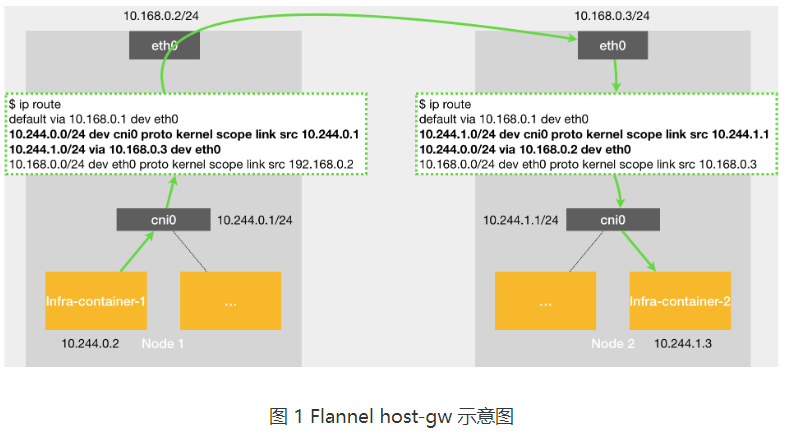 10.168.0.2/24
10.168.0.3/24
eth0
eth0
$ ip route
default via 10.168.0.1 dev eth0
10.244.0.0/24 dev cni0 proto kernel scope link src 10.244.0.1
10.244.1.0/24 via 10.168.0.3 dev eth0
10.168.0.0/24 dev eth0 proto kernel scope link src 192.168.0.2
$ ip route
default via 10.168.0.1 dev eth0
10.244.1.0/24 dev cni0 proto kernel scope link src 10.244.1.1
10.244.0.0/24 via 10.168.0.2 dev eth0
10.168.0.0/24 dev eth0 proto kernel scope link src 10.168.0.3
cni0
10.244.0.1/24
10.244.1.1/24
cni0
Infra-container-1
...
...
Infra-container-2
10.244.0.2
Node 1
Node 2
10.244.1.3
图 1 Flannel host-gw 示意图